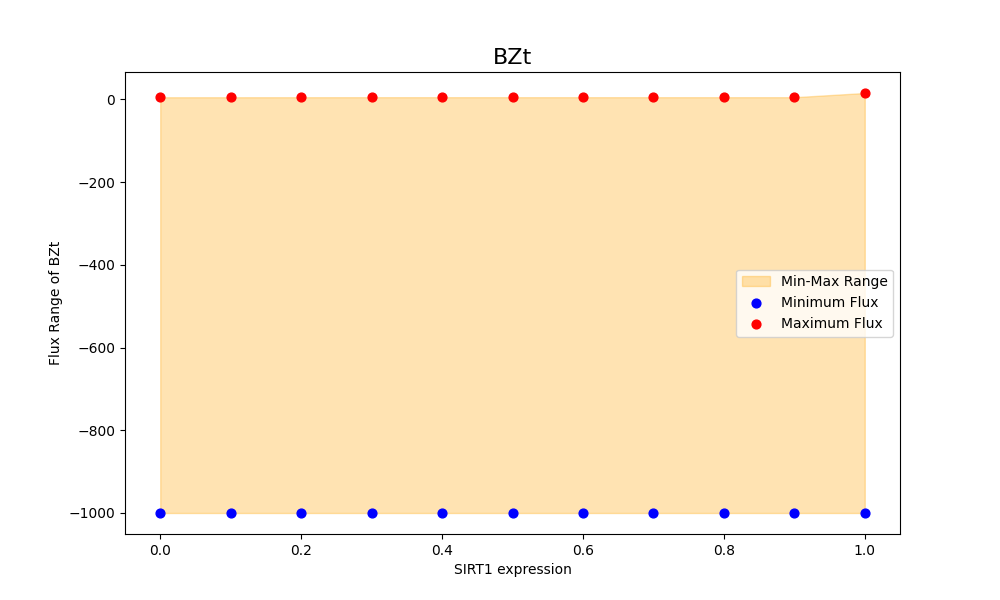 BZt
0
−200
−400
−600
−800
−1000
Flux Range of BZt
Min-Max Range
Minimum Flux
Maximum Flux
0.0
0.2
0.4
0.6
0.8
1.0
SIRT1 expression